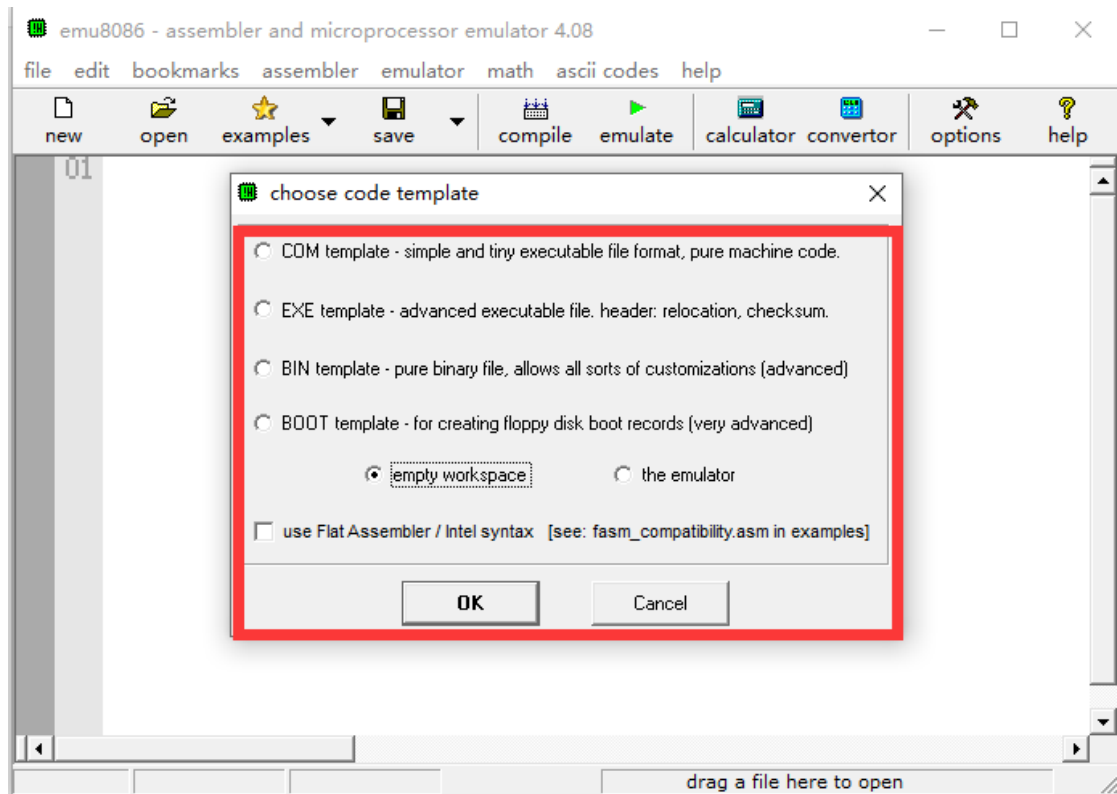 emu8086 - assembler and microprocessor emulator 4.08
file edit bookmarks assembler emulator math ascii codes help
new open examples save compile emulate calculator convertor options help
01
choose code template
COM template - simple and tiny executable file format, pure machine code.
EXE template - advanced executable file. header: relocation, checksum.
BIN template - pure binary file, allows all sorts of customizations (advanced)
BOOT template - for creating floppy disk boot records (very advanced)
empty workspace the emulator
use Flat Assembler / Intel syntax [see: fasm_compatibility.asm in examples]
OK Cancel
drag a file here to open